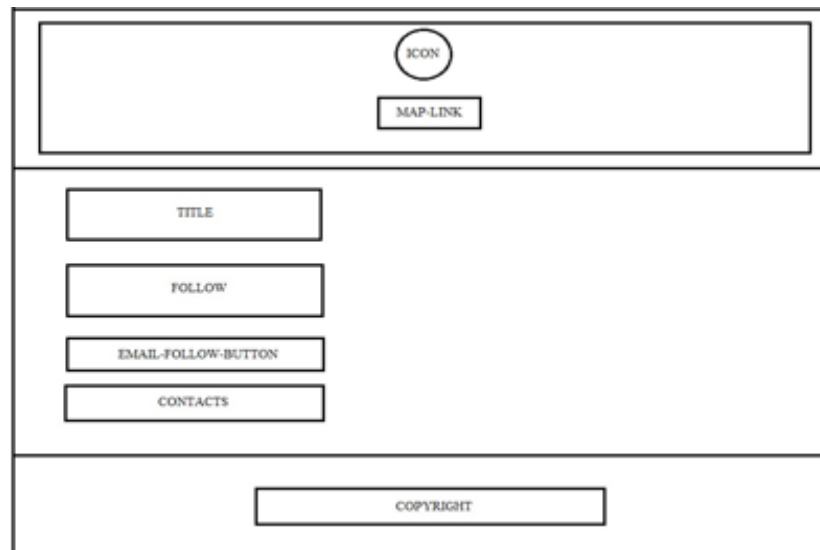 ICON
MAP-LINK
TITLE
FOLLOW
EMAIL-FOLLOW-BUTTON
CONTACTS
COPYRIGHT